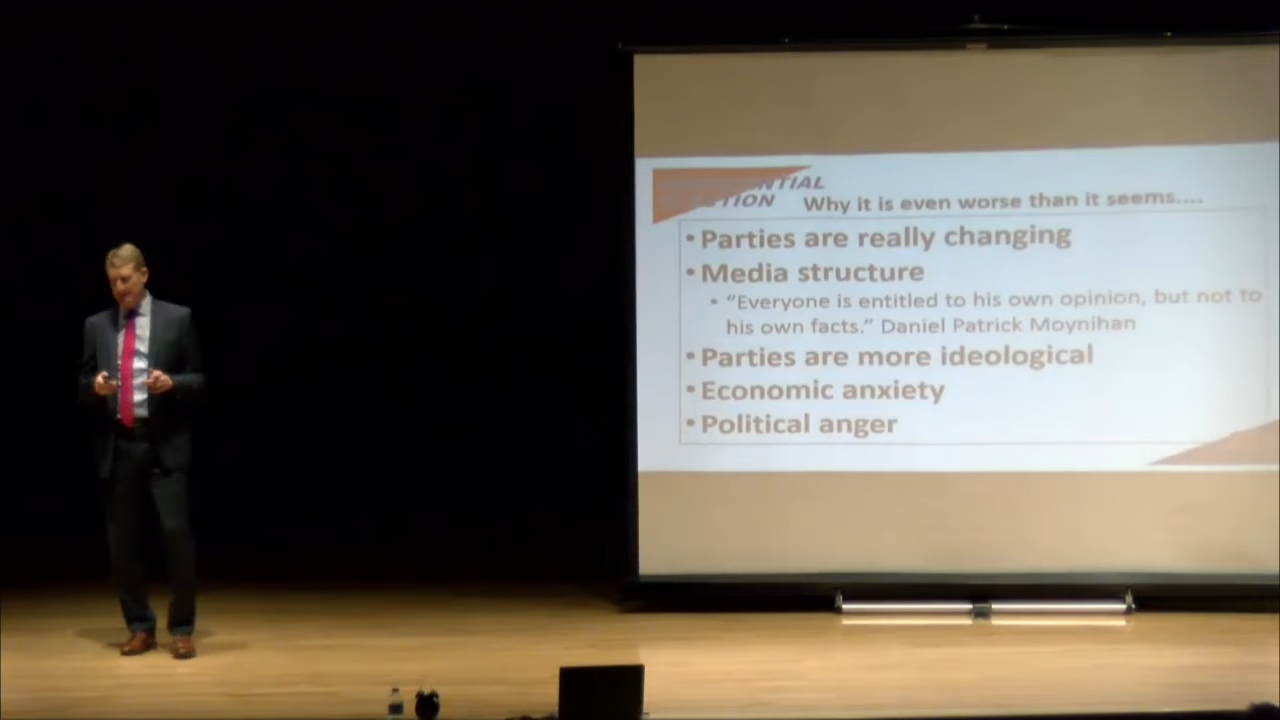 NTIAL
TION
Why it is even worse than it seems....
• Parties are really changing
• Media structure
• “Everyone is entitled to his own opinion, but not to
his own facts.” Daniel Patrick Moynihan
• Parties are more ideological
• Economic anxiety
• Political anger